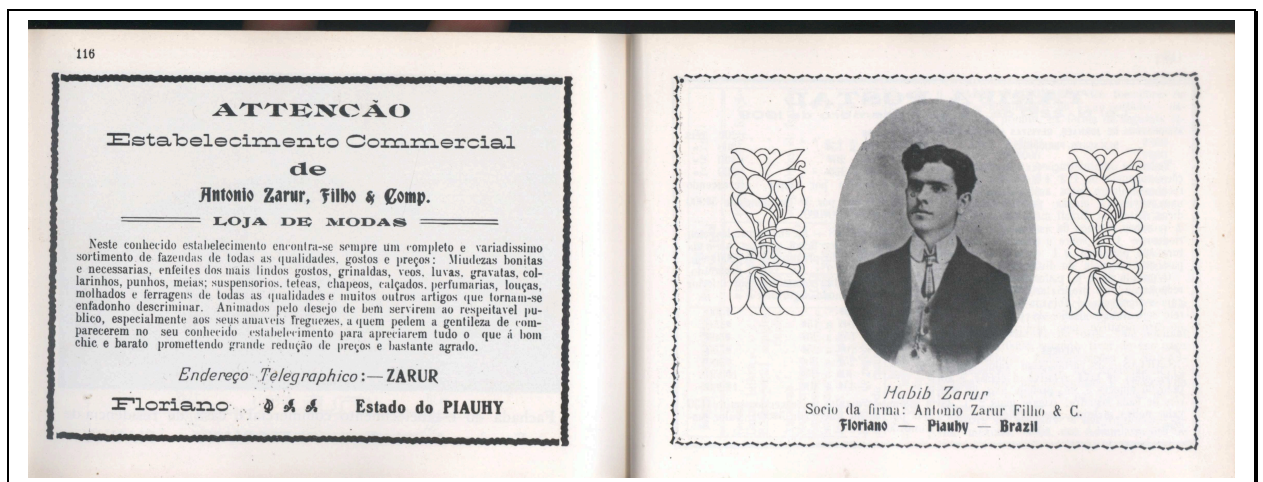 116
ATTENCÃO
Estabelecimento Commercial
de
Antonio Zarur, Filho & Comp.
LOJA DE MODAS
Neste conhecido estabelecimento encontra-se sempre um completo e variadissimo
sortimento de fazendas de todas as qualidades, gostos e preços: Miudezas bonitas
e necessarias, enfeites dos mais lindos gostos, grinaldas, veos, luvas, gravatas, col-
larinhos, punhos, meias; suspensorios, teteas, chapeos, calçados, perfumarias, louças,
molhados e ferragens de todas as qualidades e muitos outros artigos que tornam-se
enfadonho descriminar. Animados pelo desejo de bem servirem ao respeitavel pu-
blico, especialmente aos seus amaveis freguezes, a quem pedem a gentileza de com-
parecerem no seu conhecido estabelecimento para apreciarem tudo o que á bom
chic e barato promettendo grande redução de preços e bastante agrado.
Endereço Telegraphico:—ZARUR
Floriano Estado do PIAUHY
Habib Zarur
Socio da firma: Antonio Zarur Filho & C.
Floriano — Piauhy — Brazil